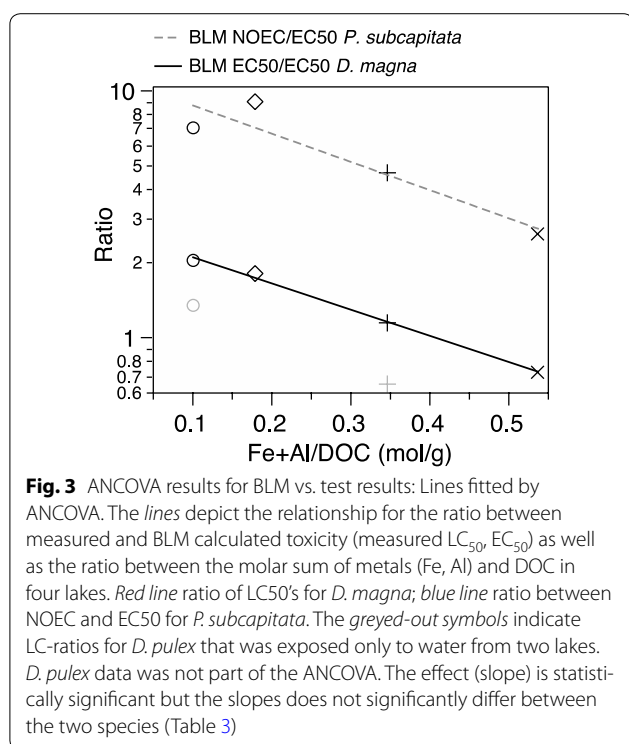 BLM NOEC/EC50 P. subcapitata
BLM EC50/EC50 D. magna
10
8
7
6
5
4
3
2
1
0.8
0.7
0.6
Ratio
0.1 0.2 0.3 0.4 0.5
Fe+Al/DOC (mol/g)
Fig. 3 ANCOVA results for BLM vs. test results: Lines fitted by
ANCOVA. The lines depict the relationship for the ratio between
measured and BLM calculated toxicity (measured LC50, EC50) as well
as the ratio between the molar sum of metals (Fe, Al) and DOC in
four lakes. Red line ratio of LC50's for D. magna; blue line ratio between
NOEC and EC50 for P. subcapitata. The greyed-out symbols indicate
LC-ratios for D. pulex that was exposed only to water from two lakes.
D. pulex data was not part of the ANCOVA. The effect (slope) is statisti-
cally significant but the slopes does not significantly differ between
the two species (Table 3)